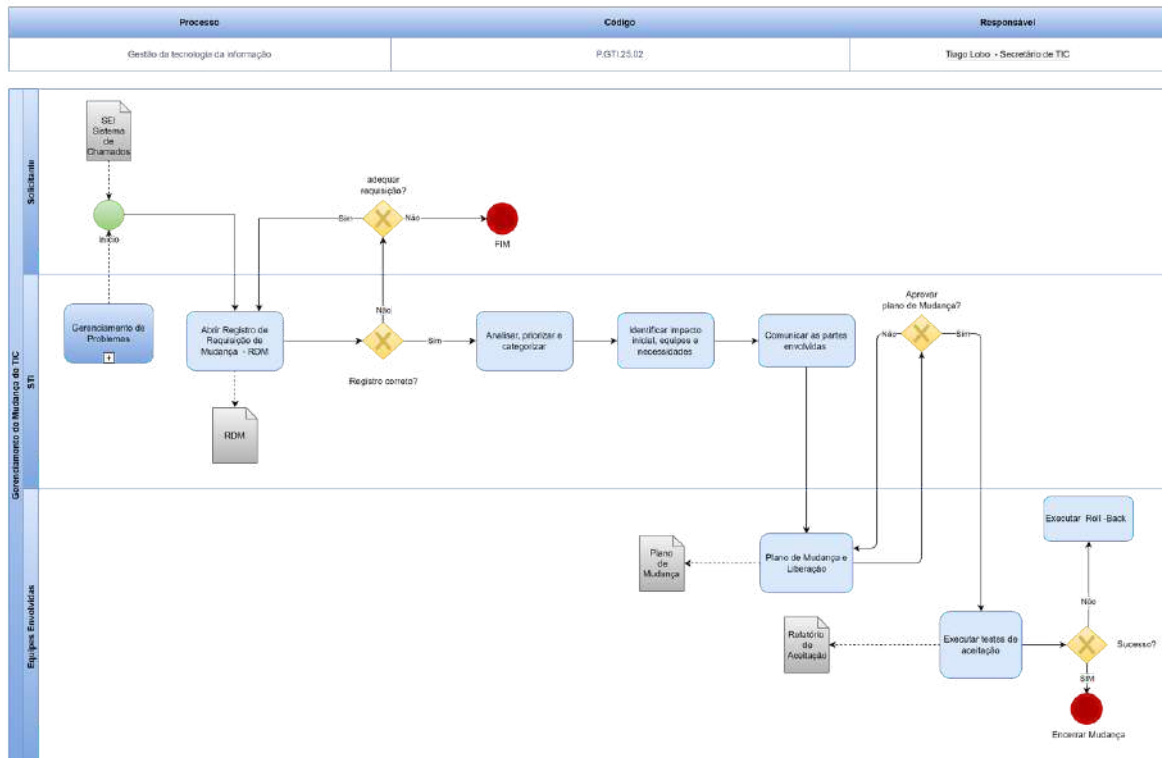 Processo
Código
Responsável
Gestão da tecnologia da informação
P.GTI.25.02
Tiago Lobo - Secretário de TIC
Gerenciamento de Mudança de TIC
Solicitante
SEI
Sistema
de
Chamados
Início
adequar
requisição?
Sim
Não
FIM
STI
Gerenciamento de
Problemas
Abrir Registro de
Requisição de
Mudança - RDM
RDM
Não
Sim
Registro correto?
Analisar, priorizar e
categorizar
Identificar impacto
inicial, equipes e
necessidades
Comunicar as partes
envolvidas
Aprovar
plano de Mudança?
Não
Sim
Equipes Envolvidas
Plano
de
Mudança
Plano de Mudança e
Liberação
Relatório
de
Aceitação
Executar testes de
aceitação
Executar Roll -Back
Não
Sucesso?
SIM
Encerrar Mudança